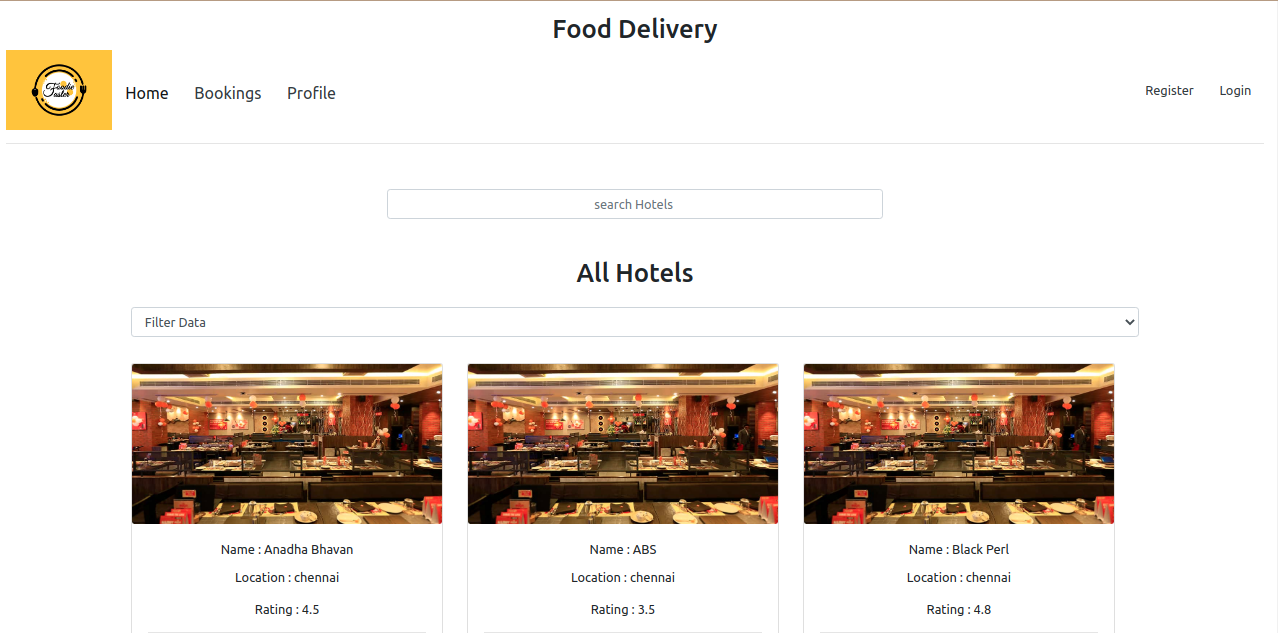 Food Delivery
Foodie
Taster
Home Bookings Profile
Register Login
search Hotels
All Hotels
Filter Data
Name : Anadha Bhavan
Location : chennai
Rating : 4.5
Name : ABS
Location : chennai
Rating : 3.5
Name : Black Perl
Location : chennai
Rating : 4.8